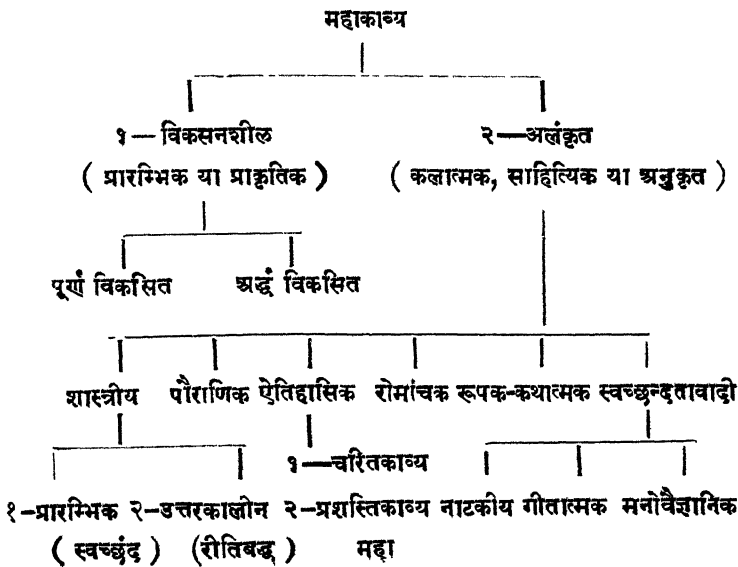 महाकाव्य
१—विकसनशील २—अलंकृत
( प्रारम्भिक या प्राकृतिक ) ( कलात्मक, साहित्यिक या अनुकृत )
पूर्ण विकसित अर्द्ध विकसित
शास्त्रीय पौराणिक ऐतिहासिक रोमांचक रूपक-कथात्मक स्वच्छन्दतावादी
१—चरितकाव्य
१-प्रारम्भिक २-उत्तरकालीन २-प्रशस्तिकाव्य नाटकीय गीतात्मक मनोवैज्ञानिक
( स्वच्छंद ) (रीतिबद्ध ) महा